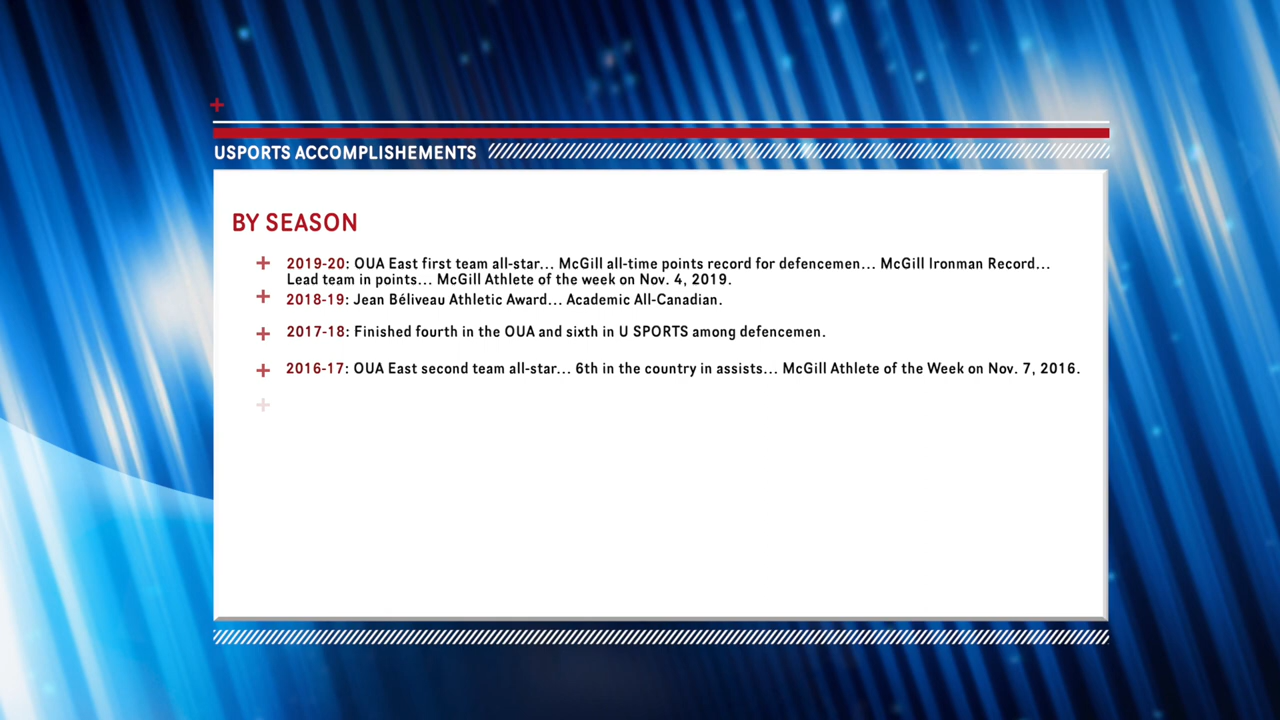 USPORTS ACCOMPLISHEMENTS
BY SEASON
+ 2019-20: OUA East first team all-star... McGill all-time points record for defencemen... McGill Ironman Record...
Lead team in points... McGill Athlete of the week on Nov. 4, 2019.
+ 2018-19: Jean Béliveau Athletic Award... Academic All-Canadian.
+ 2017-18: Finished fourth in the OUA and sixth in U SPORTS among defencemen.
+ 2016-17: OUA East second team all-star... 6th in the country in assists... McGill Athlete of the Week on Nov. 7, 2016.